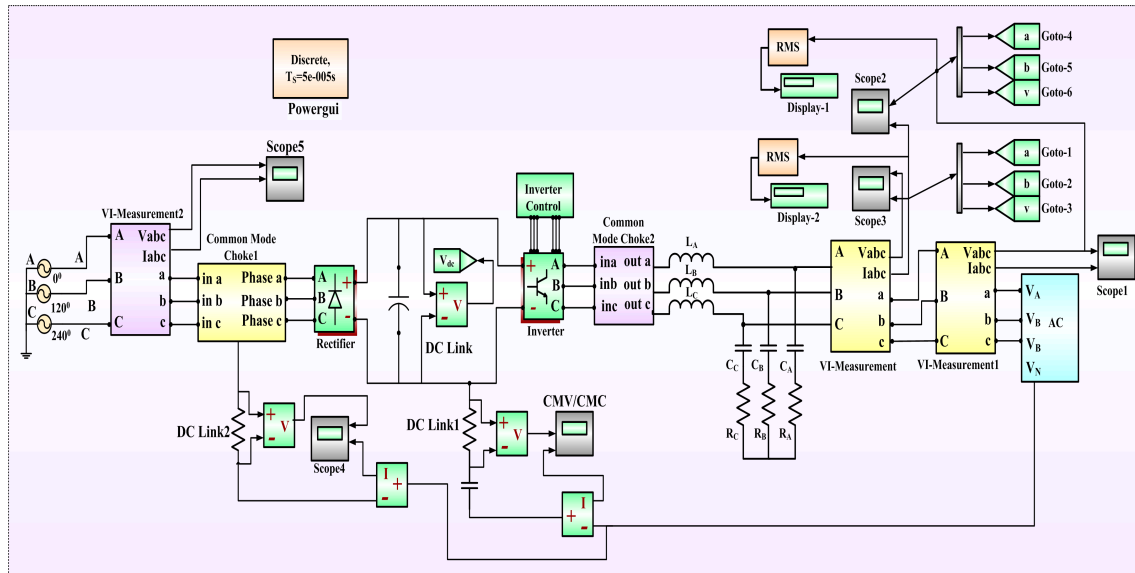 Discrete,
Ts=5e-005s
Powergui
RMS
Display-1
Scope2
a
Goto-4
b
Goto-5
v
Goto-6
RMS
Display-2
Scope3
a
Goto-1
b
Goto-2
v
Goto-3
Scope5
VI-Measurement2
A
B
C
Vabc
Iabc
a
b
c
A
0⁰
A
B
120⁰
B
C
240⁰
C
Common Mode
Choke1
in a
in b
in c
Phase a
Phase b
Phase c
A
B
C
+
-
Rectifier
Vdc
+
-
V
DC Link
Inverter
Control
+
-
A
B
C
Inverter
Common
Mode Choke2
ina
inb
inc
out a
out b
out c
LA
LB
LC
CC
CB
CA
RC
RB
RA
A
B
C
Vabc
Iabc
a
b
c
VI-Measurement
A
B
C
Vabc
Iabc
a
b
c
VI-Measurement1
Scope1
VA
VB
VB
VN
AC
DC Link2
+
-
V
Scope4
I
+
-
DC Link1
+
-
V
CMV/CMC
I
+
-